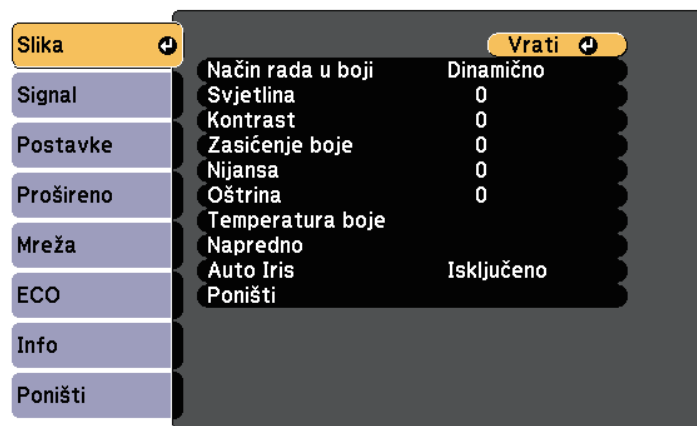 Slika
Signal
Postavke
Prošireno
Mreža
ECO
Info
Poništi
Vrati
Način rada u boji Dinamično
Svjetlina 0
Kontrast 0
Zasićenje boje 0
Nijansa 0
Oštrina 0
Temperatura boje
Napredno
Auto Iris Isključeno
Poništi